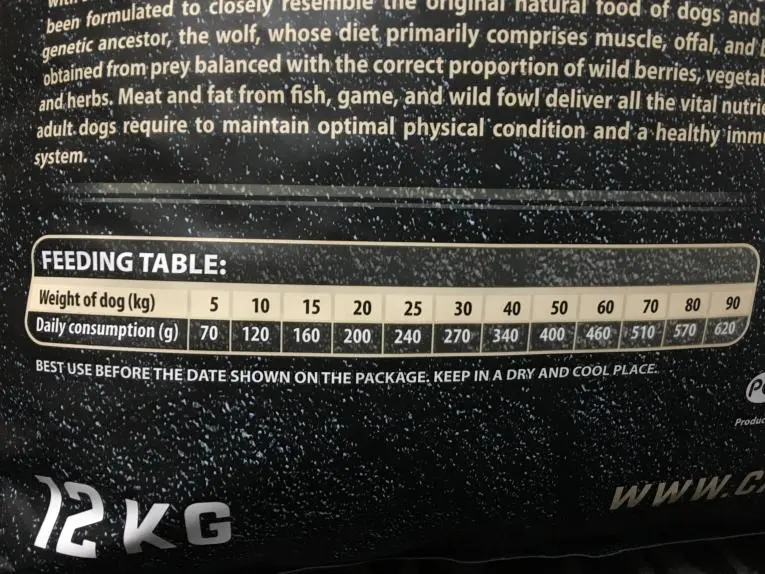 been formulated to closely resemble the original natural food of dogs and
genetic ancestor, the wolf, whose diet primarily comprises muscle, offal, and
obtained from prey balanced with the correct proportion of wild berries,
and herbs. Meat and fat from fish, game, and wild fowl deliver all the vital
adult dogs require to maintain optimal physical condition and a healthy
system.
FEEDING TABLE:
Weight of dog (kg) 5 10 15 20 25 30 40 50 60 70 80 90
Daily consumption (g) 70 120 160 200 240 270 340 400 460 510 570 620
BEST USE BEFORE THE DATE SHOWN ON THE PACKAGE. KEEP IN A DRY AND COOL PLACE.
12 KG